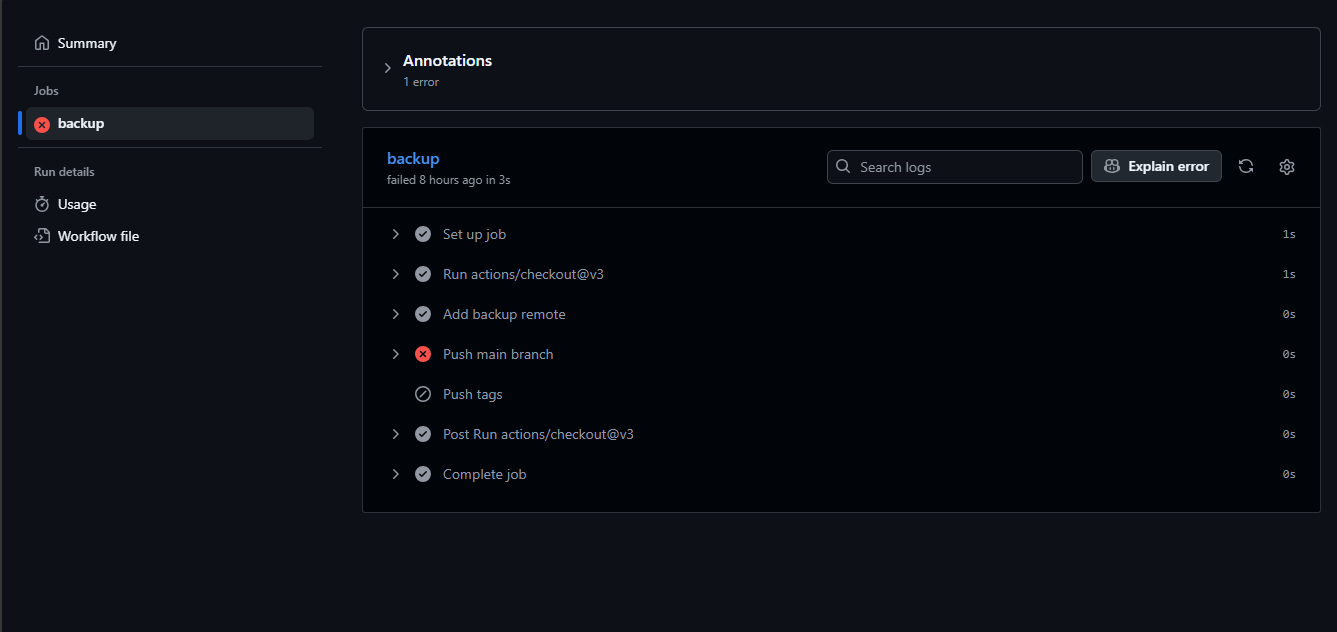 Summary
Jobs
backup
Run details
Usage
Workflow file
Annotations
1 error
backup
failed 8 hours ago in 3s
Search logs
Explain error
Set up job 1s
Run actions/checkout@v3 1s
Add backup remote 0s
Push main branch 0s
Push tags 0s
Post Run actions/checkout@v3 0s
Complete job 0s